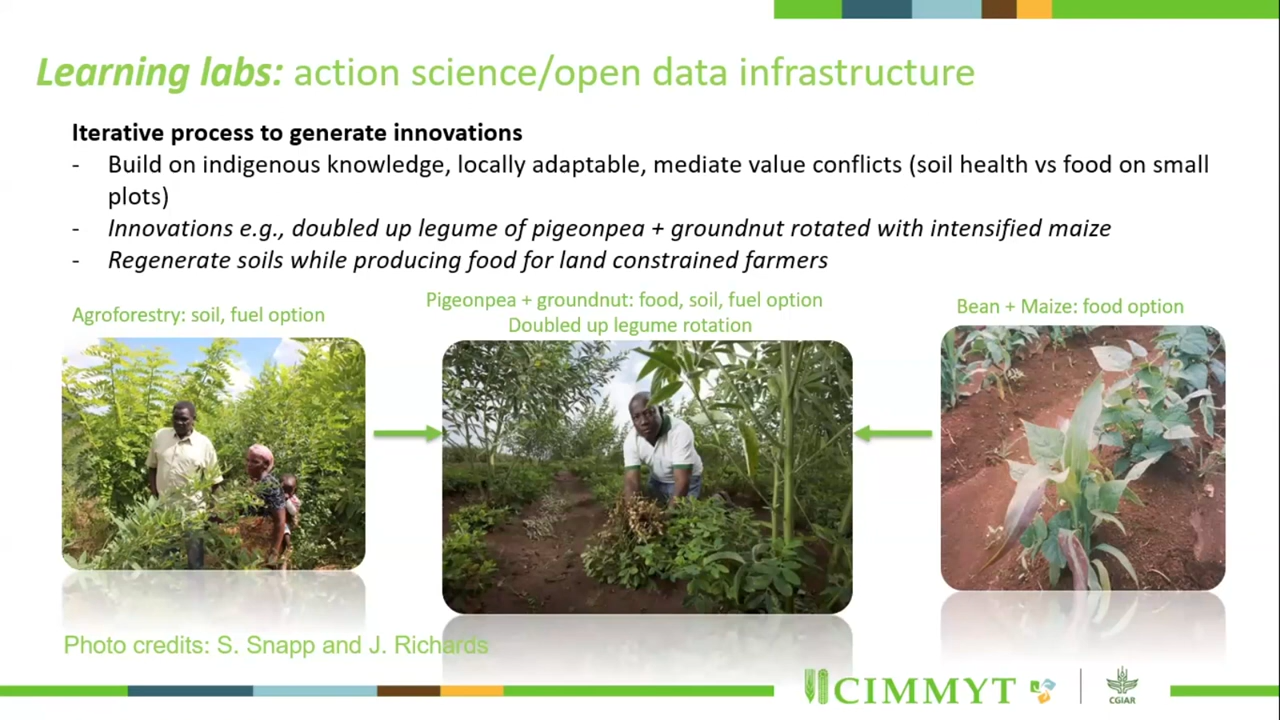 Learning labs: action science/open data infrastructure
Iterative process to generate innovations
- Build on indigenous knowledge, locally adaptable, mediate value conflicts (soil health vs food on small
plots)
- Innovations e.g., doubled up legume of pigeonpea + groundnut rotated with intensified maize
- Regenerate soils while producing food for land constrained farmers
Agroforestry: soil, fuel option
Pigeonpea + groundnut: food, soil, fuel option
Doubled up legume rotation
Bean + Maize: food option
Photo credits: S. Snapp and J. Richards
CIMMYT
CGIAR